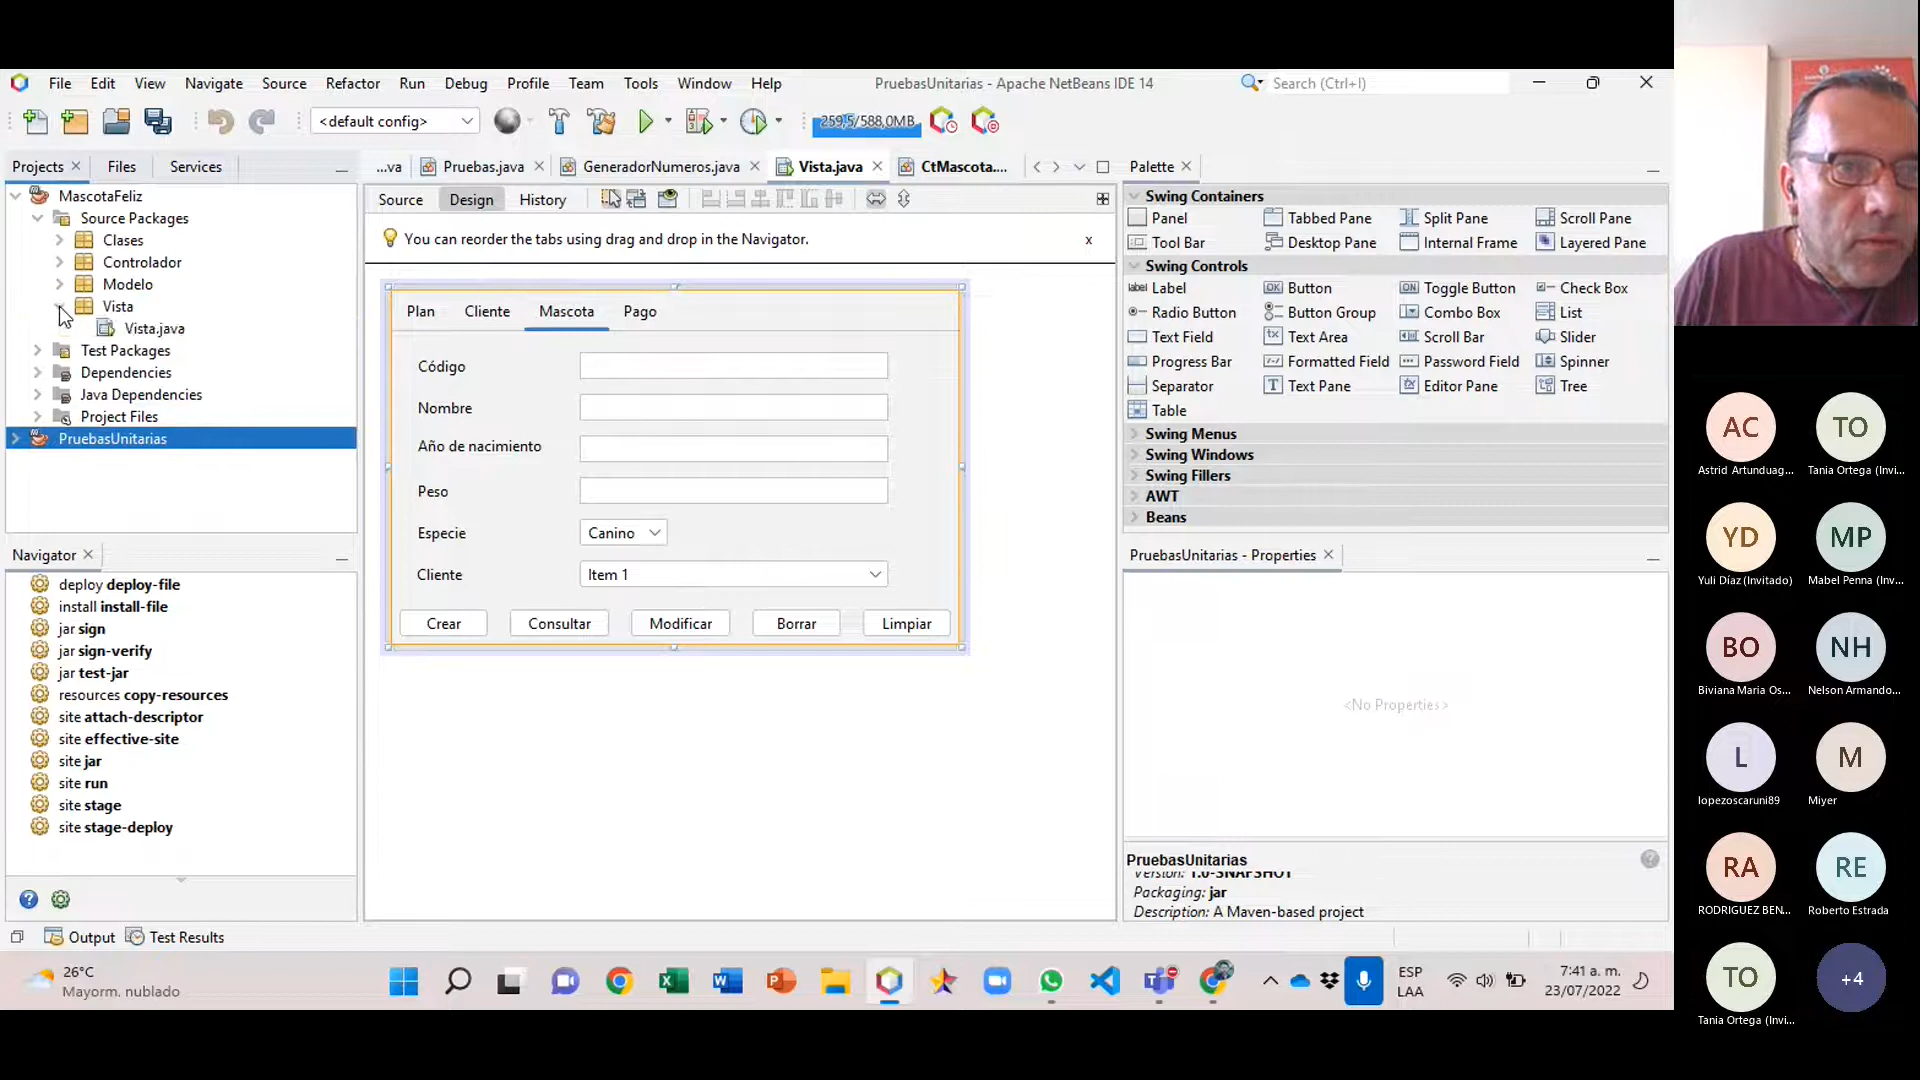 File Edit View Navigate Source Refactor Run Debug Profile Team Tools Window Help
PruebasUnitarias - Apache NetBeans IDE 14
Search (Ctrl+I)
<default config>
259,5/588,0MB
Projects Files Services
...va Pruebas.java GeneradorNumeros.java Vista.java CtMascota....
Palette
MascotaFeliz
Source Packages
Clases
Controlador
Modelo
Vista
Vista.java
Test Packages
Dependencies
Java Dependencies
Project Files
PruebasUnitarias
Navigator
deploy deploy-file
install install-file
jar sign
jar sign-verify
jar test-jar
resources copy-resources
site attach-descriptor
site effective-site
site jar
site run
site stage
site stage-deploy
Source Design History
You can reorder the tabs using drag and drop in the Navigator.
x
Plan Cliente Mascota Pago
Código
Nombre
Año de nacimiento
Peso
Especie Canino
Cliente Item 1
Crear Consultar Modificar Borrar Limpiar
Swing Containers
Panel Tabbed Pane Split Pane Scroll Pane
Tool Bar Desktop Pane Internal Frame Layered Pane
Swing Controls
label Label OK Button ON Toggle Button Check Box
Radio Button Button Group Combo Box List
Text Field Text Area Scroll Bar Slider
Progress Bar Formatted Field Password Field Spinner
Separator Text Pane Editor Pane Tree
Table
Swing Menus
Swing Windows
Swing Fillers
AWT
Beans
PruebasUnitarias - Properties
<No Properties>
PruebasUnitarias
Version: 1.0-SNAPSHOT
Packaging: jar
Description: A Maven-based project
Output Test Results
26°C
Mayorm. nublado
ESP
LAA
7:41 a. m.
23/07/2022
AC TO
Astrid Artunduag... Tania Ortega (Invi...
YD MP
Yuli Díaz (Invitado) Mabel Penna (Inv...
BO NH
Biviana Maria Os... Nelson Armando...
L M
lopezoscaruni89 Miyer
RA RE
RODRIGUEZ BEN... Roberto Estrada
TO +4
Tania Ortega (Invi...